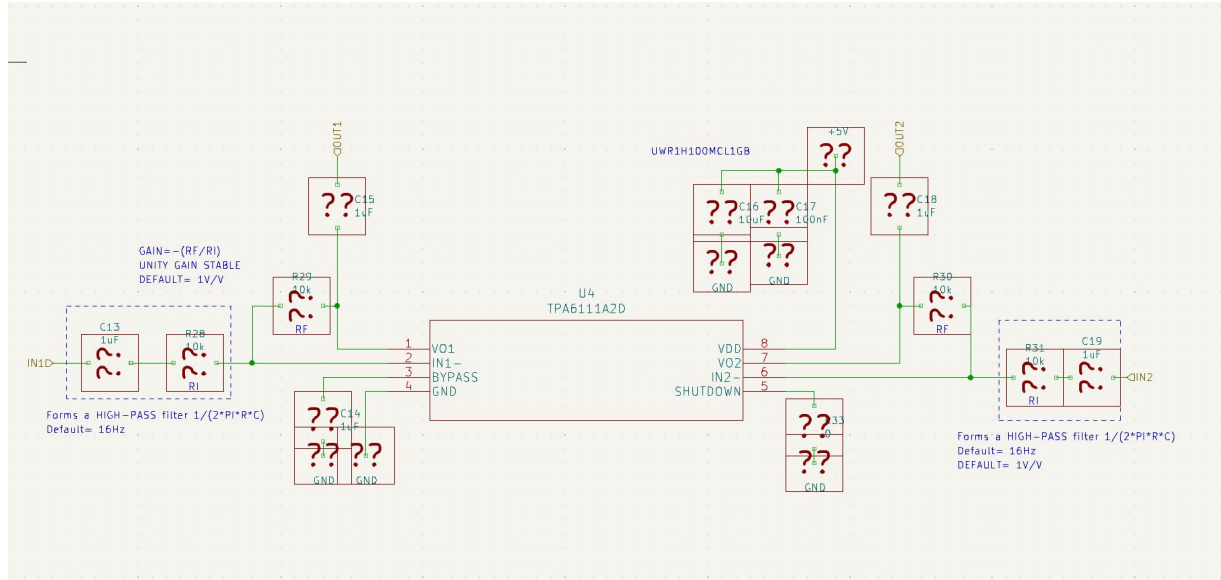 OUT1
+5V
OUT2
UWR1H100MCL1GB
??
??
C15
1uF
??
C16
10uF
??
C17
100nF
??
C18
1uF
??
GND
??
GND
GAIN=-(RF/RI)
UNITY GAIN STABLE
DEFAULT= 1V/V
R29
10k
??
RF
R30
10k
??
RF
U4
TPA6111A2D
C13
1uF
??
R28
10k
??
RI
IN1
1 VO1
2 IN1-
3 BYPASS
4 GND
VDD 8
VO2 7
IN2- 6
SHUTDOWN 5
R31
10k
??
RI
C19
1uF
??
IN2
Forms a HIGH-PASS filter 1/(2*PI*R*C)
Default= 16Hz
??
C14
1uF
??
GND
??
GND
??
0
??
GND
Forms a HIGH-PASS filter 1/(2*PI*R*C)
Default= 16Hz
DEFAULT= 1V/V